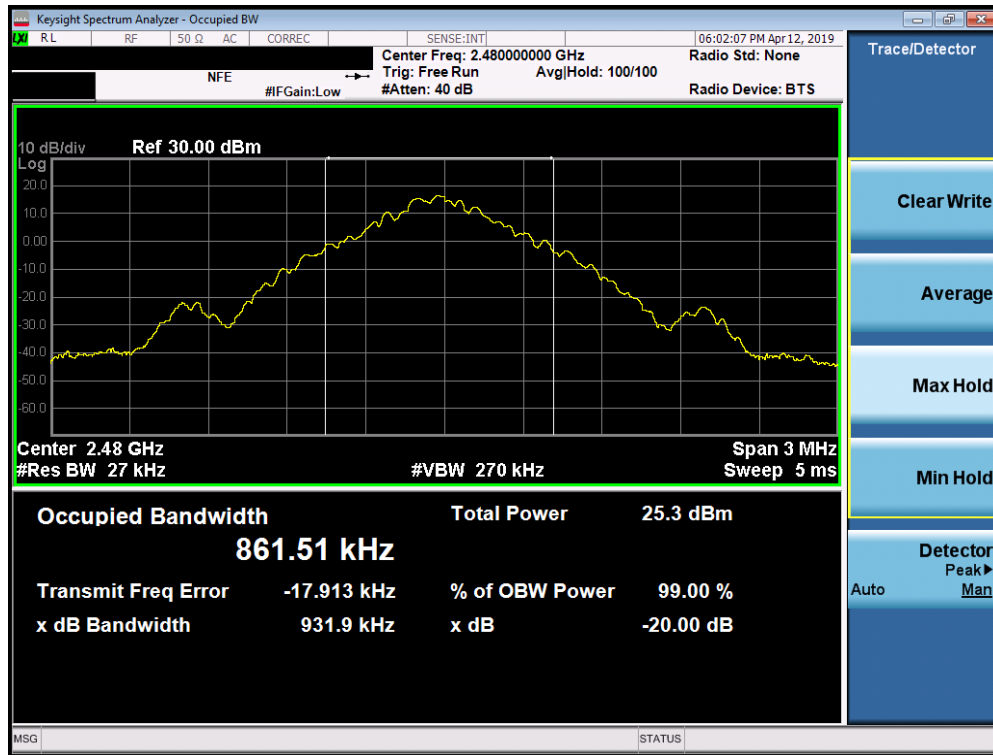 Keysight Spectrum Analyzer - Occupied BW
LXI RL RF 50 Ω AC CORREC SENSE:INT 06:02:07 PM Apr 12, 2019
Center Freq: 2.480000000 GHz Radio Std: None
NFE Trig: Free Run Avg|Hold: 100/100
#IFGain:Low #Atten: 40 dB Radio Device: BTS
10 dB/div Ref 30.00 dBm
Log
20.0
10.0
0.00
-10.0
-20.0
-30.0
-40.0
-50.0
-60.0
Center 2.48 GHz Span 3 MHz
#Res BW 27 kHz #VBW 270 kHz Sweep 5 ms
Occupied Bandwidth Total Power 25.3 dBm
861.51 kHz
Transmit Freq Error -17.913 kHz % of OBW Power 99.00 %
x dB Bandwidth 931.9 kHz x dB -20.00 dB
MSG STATUS
Trace/Detector
Clear Write
Average
Max Hold
Min Hold
Detector
Peak▶
Auto Man